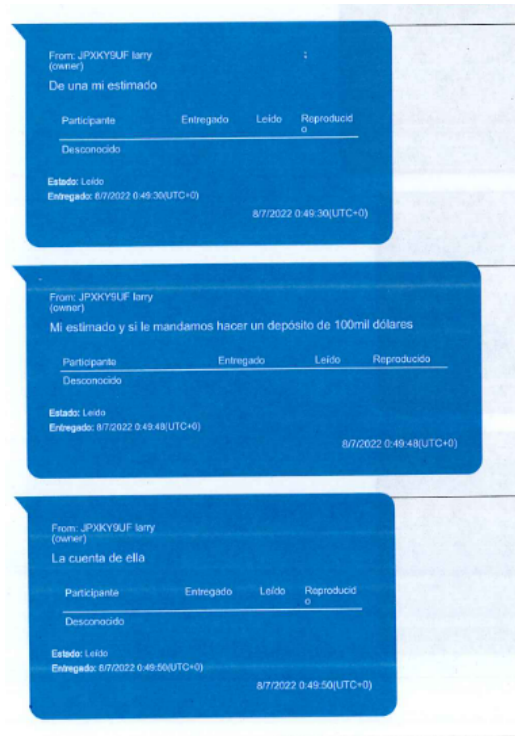 From: JPXKY9UF larry
(owner)
De una mi estimado
Participante Entregado Leído Reproducid
o
Desconocido
Estado: Leído
Entregado: 8/7/2022 0:49:30(UTC+0)
8/7/2022 0:49:30(UTC+0)
From: JPXKY9UF larry
(owner)
Mi estimado y si le mandamos hacer un depósito de 100mil dólares
Participante Entregado Leído Reproducido
Desconocido
Estado: Leído
Entregado: 8/7/2022 0:49:48(UTC+0)
8/7/2022 0:49:48(UTC+0)
From: JPXKY9UF larry
(owner)
La cuenta de ella
Participante Entregado Leído Reproducid
o
Desconocido
Estado: Leído
Entregado: 8/7/2022 0:49:50(UTC+0)
8/7/2022 0:49:50(UTC+0)